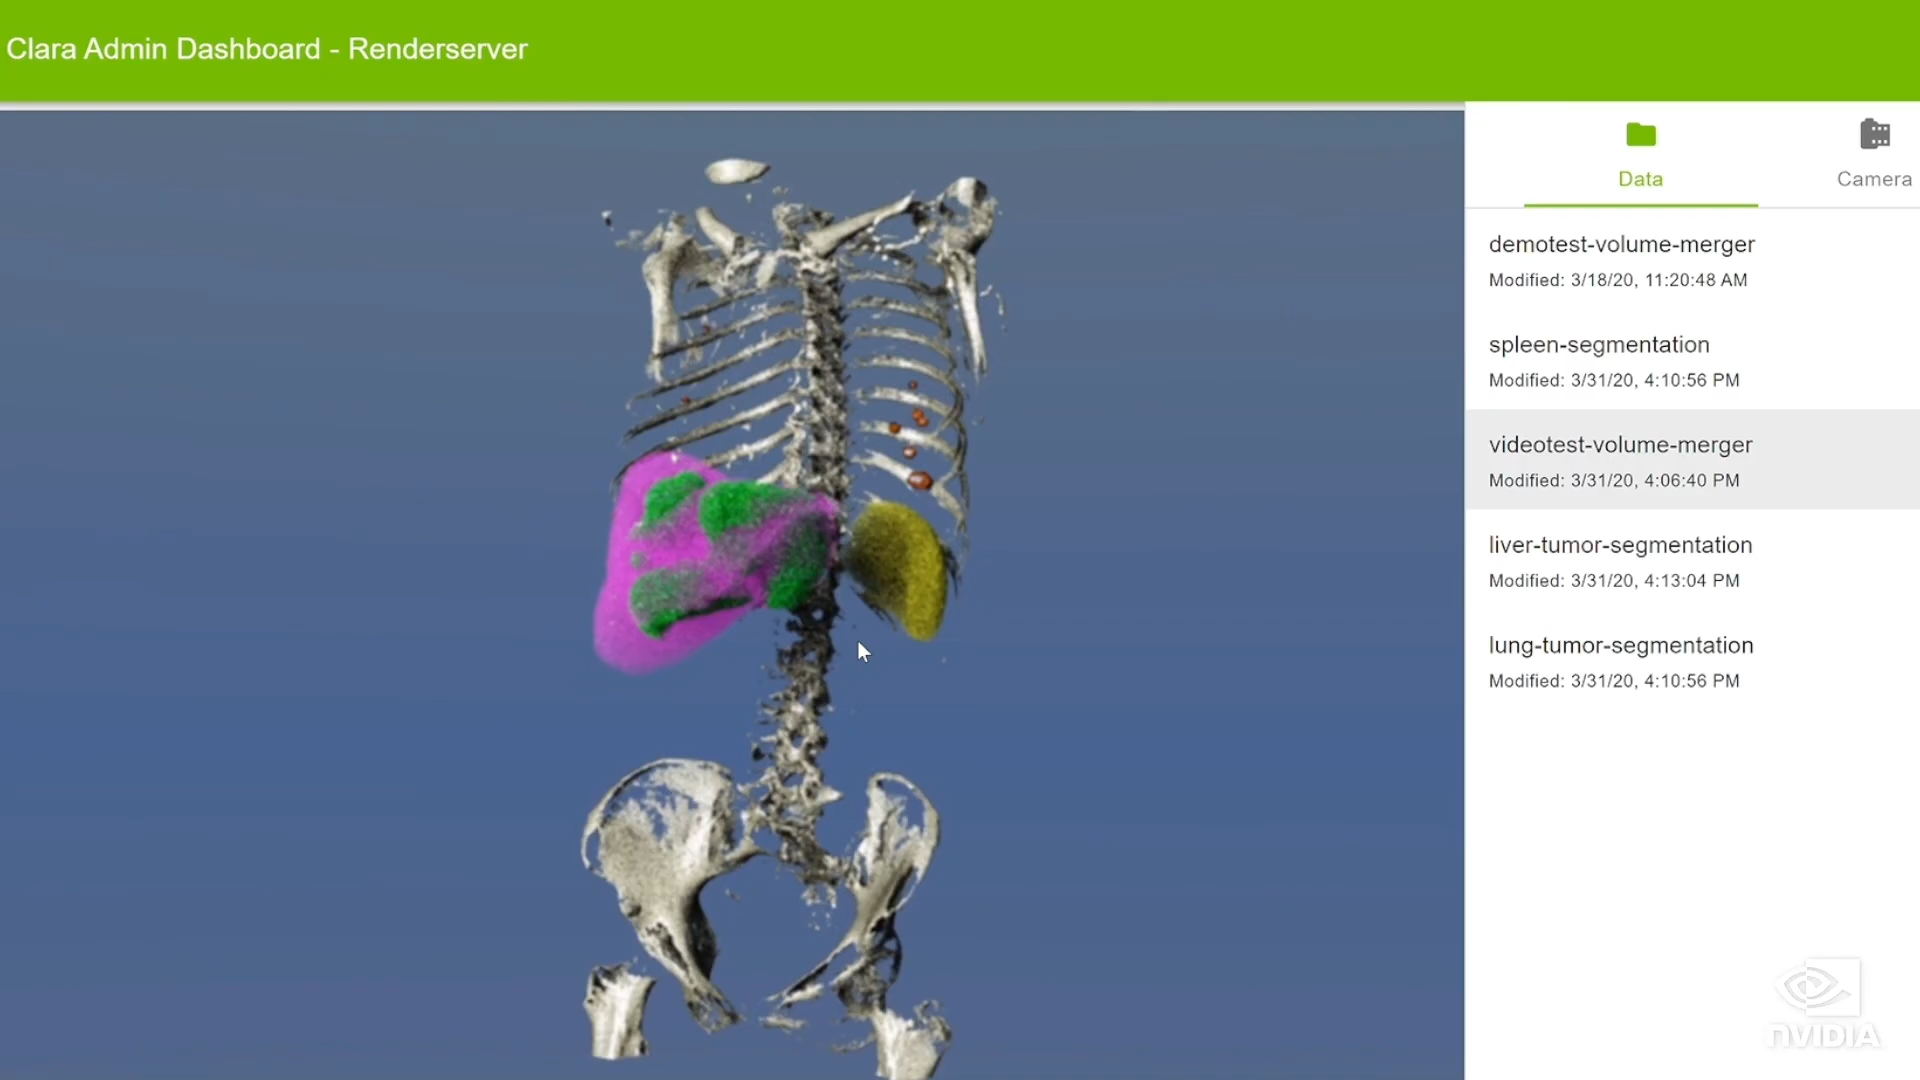 Clara Admin Dashboard - Renderserver
Data
Camera
demotest-volume-merger
Modified: 3/18/20, 11:20:48 AM
spleen-segmentation
Modified: 3/31/20, 4:10:56 PM
videotest-volume-merger
Modified: 3/31/20, 4:06:40 PM
liver-tumor-segmentation
Modified: 3/31/20, 4:13:04 PM
lung-tumor-segmentation
Modified: 3/31/20, 4:10:56 PM
NVIDIA